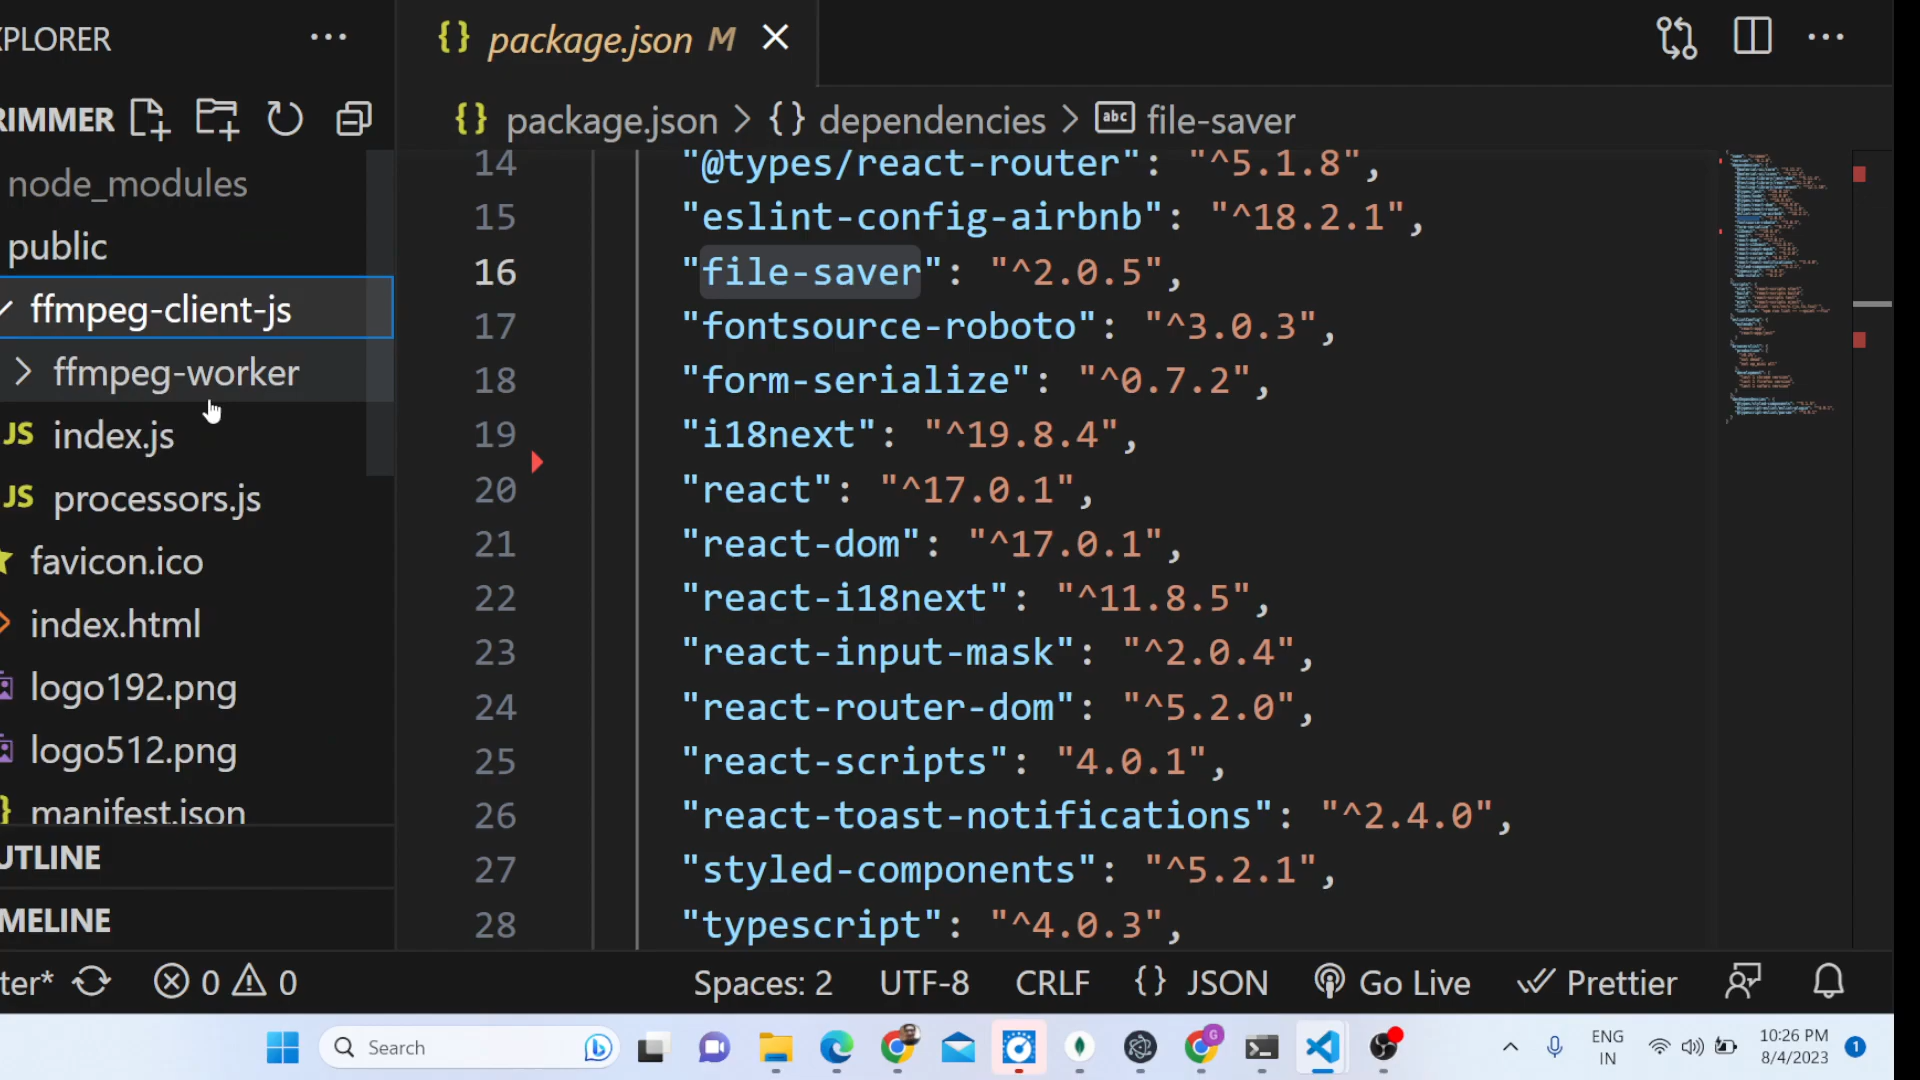 XPLORER
package.json M
RIMMER
package.json > {} dependencies > abc file-saver
node_modules
public
ffmpeg-client-js
ffmpeg-worker
JS index.js
JS processors.js
favicon.ico
index.html
logo192.png
logo512.png
manifest.json
UTLINE
MELINE
14 "@types/react-router": "^5.1.8",
15 "eslint-config-airbnb": "^18.2.1",
16 "file-saver": "^2.0.5",
17 "fontsource-roboto": "^3.0.3",
18 "form-serialize": "^0.7.2",
19 "i18next": "^19.8.4",
20 "react": "^17.0.1",
21 "react-dom": "^17.0.1",
22 "react-i18next": "^11.8.5",
23 "react-input-mask": "^2.0.4",
24 "react-router-dom": "^5.2.0",
25 "react-scripts": "4.0.1",
26 "react-toast-notifications": "^2.4.0",
27 "styled-components": "^5.2.1",
28 "typescript": "^4.0.3",
ter* 0 0 Spaces: 2 UTF-8 CRLF {} JSON Go Live Prettier
Search
G
ENG
IN
10:26 PM
8/4/2023
1